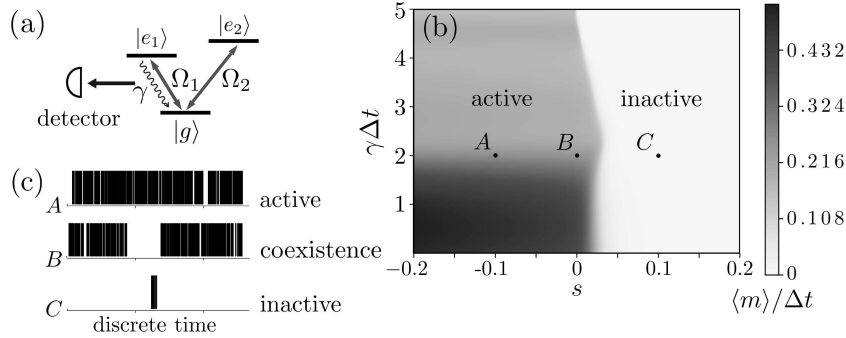 (a)
|e₁⟩
|e₂⟩
Ω₁
Ω₂
γ
detector
|g⟩
(b)
γΔt
5
4
3
2
1
active
inactive
A
B
C
−0.2
-0.1
0
0.1
0.2
s
0.432
0.324
0.216
0.108
0
⟨m⟩/Δt
(c)
A active
B coexistence
C inactive
discrete time